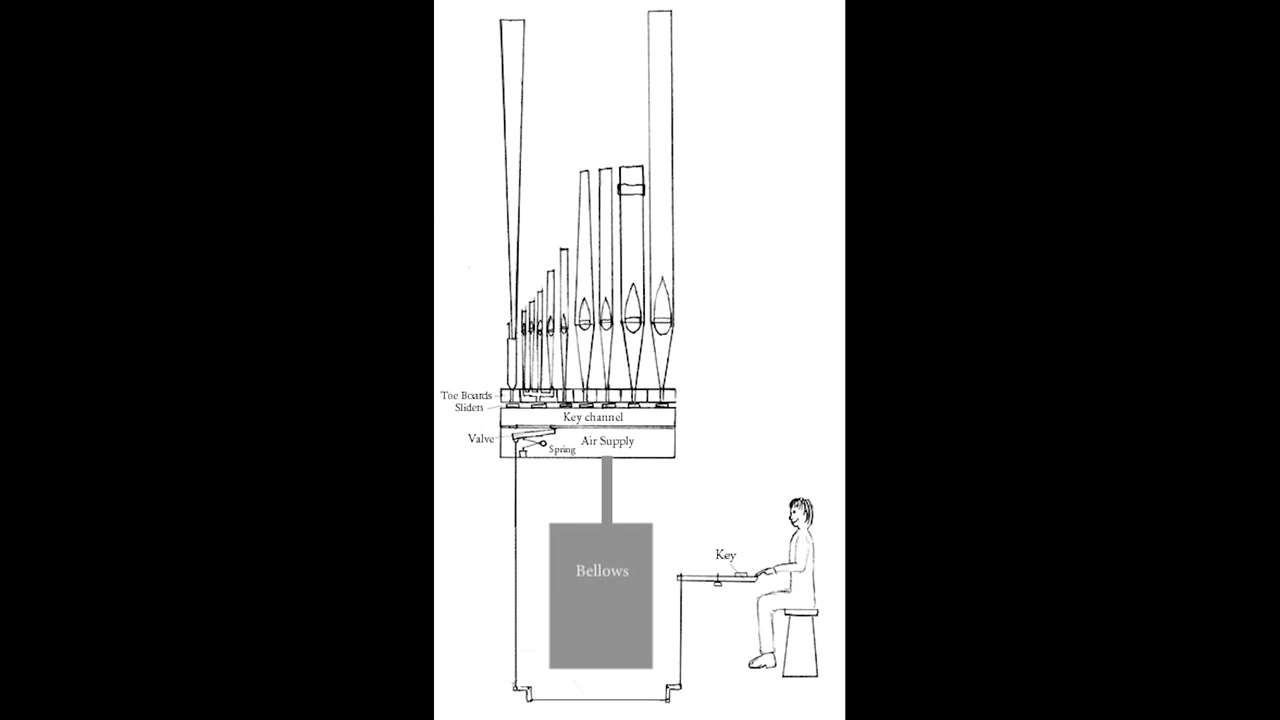 Toe Boards
Sliders
Key channel
Valve
Air Supply
Spring
Bellows
Key